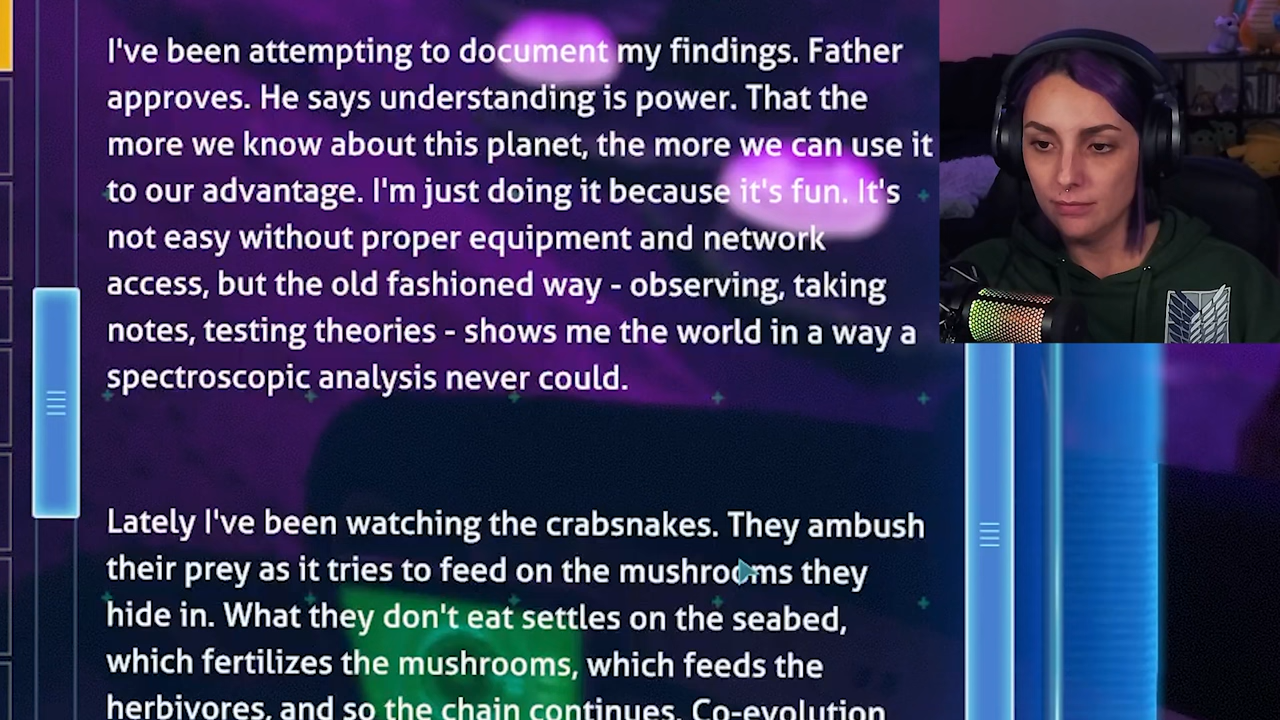 I've been attempting to document my findings. Father
approves. He says understanding is power. That the
more we know about this planet, the more we can use it
to our advantage. I'm just doing it because it's fun. It's
not easy without proper equipment and network
access, but the old fashioned way - observing, taking
notes, testing theories - shows me the world in a way a
spectroscopic analysis never could.
Lately I've been watching the crabsnakes. They ambush
their prey as it tries to feed on the mushrooms they
hide in. What they don't eat settles on the seabed,
which fertilizes the mushrooms, which feeds the
herbivores, and so the chain continues. Co-evolution